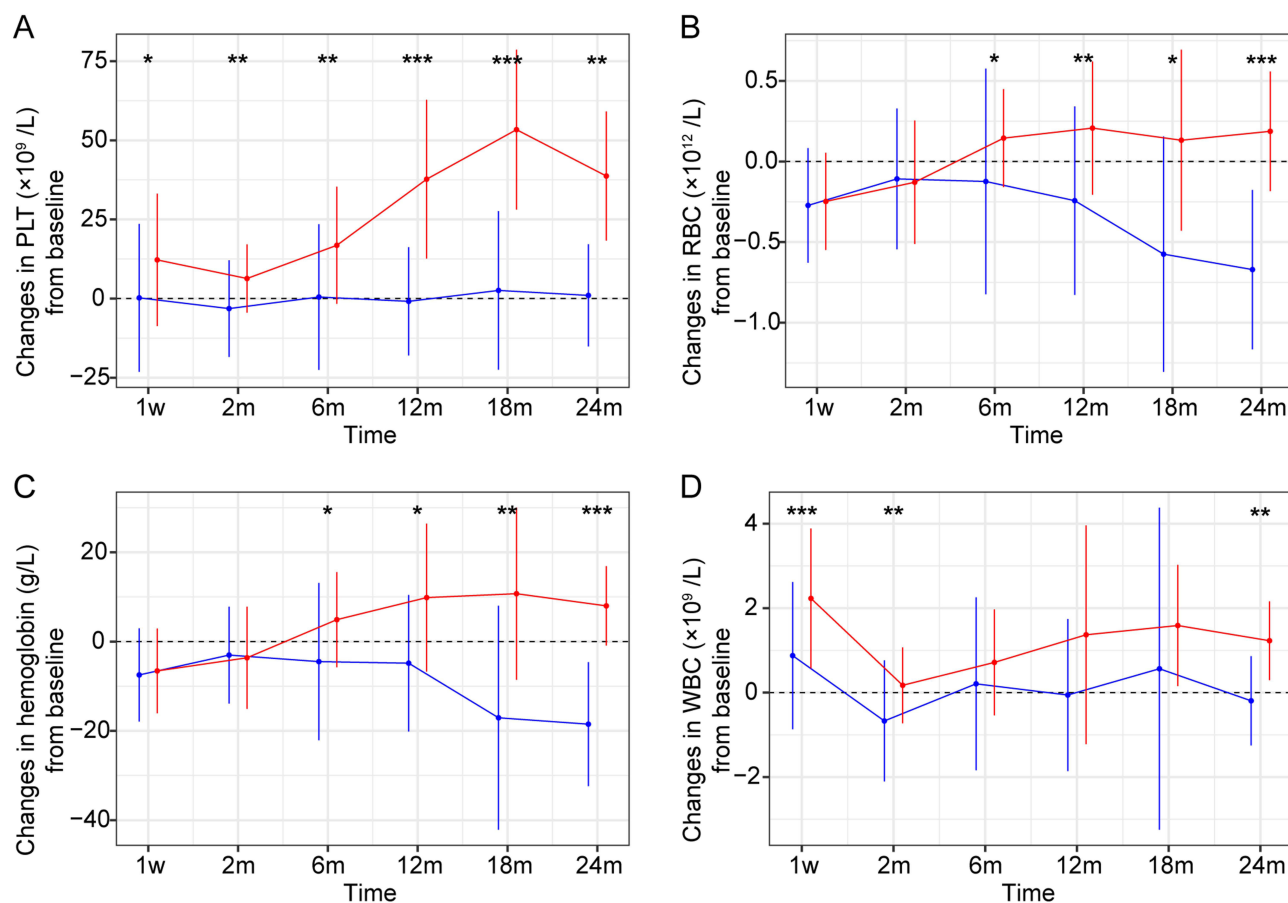 A
Changes in PLT (×10⁹ /L)
from baseline
75
50
25
0
−25
* ** ** *** *** **
1w 2m 6m 12m 18m 24m
Time
B
Changes in RBC (×10¹² /L)
from baseline
0.5
0.0
−0.5
−1.0
* ** * ***
1w 2m 6m 12m 18m 24m
Time
C
Changes in hemoglobin (g/L)
from baseline
20
0
−20
−40
* * ** ***
1w 2m 6m 12m 18m 24m
Time
D
Changes in WBC (×10⁹ /L)
from baseline
4
2
0
−2
*** ** **
1w 2m 6m 12m 18m 24m
Time